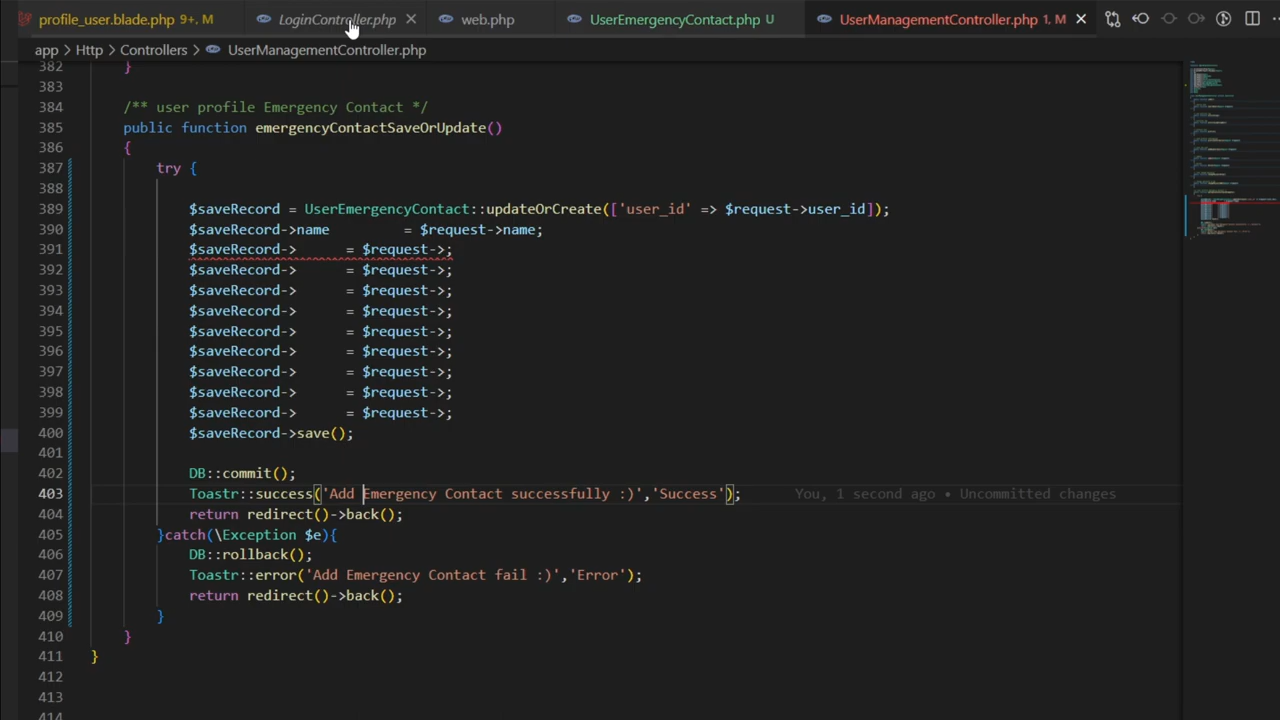 profile_user.blade.php 9+, M
LoginController.php
web.php
UserEmergencyContact.php U
UserManagementController.php 1, M
app > Http > Controllers > UserManagementController.php
382 }
383
384 /** user profile Emergency Contact */
385 public function emergencyContactSaveOrUpdate()
386 {
387 try {
388
389 $saveRecord = UserEmergencyContact::updateOrCreate(['user_id' => $request->user_id]);
390 $saveRecord->name = $request->name;
391 $saveRecord-> = $request->;
392 $saveRecord-> = $request->;
393 $saveRecord-> = $request->;
394 $saveRecord-> = $request->;
395 $saveRecord-> = $request->;
396 $saveRecord-> = $request->;
397 $saveRecord-> = $request->;
398 $saveRecord-> = $request->;
399 $saveRecord-> = $request->;
400 $saveRecord->save();
401
402 DB::commit();
403 Toastr::success('Add Emergency Contact successfully :)','Success'); You, 1 second ago • Uncommitted changes
404 return redirect()->back();
405 }catch(\Exception $e){
406 DB::rollback();
407 Toastr::error('Add Emergency Contact fail :)','Error');
408 return redirect()->back();
409 }
410 }
411 }
412
413
414